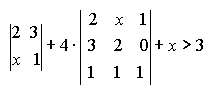 |2 3; x 1| + 4 · |2 x 1; 3 2 0; 1 1 1| + x > 3